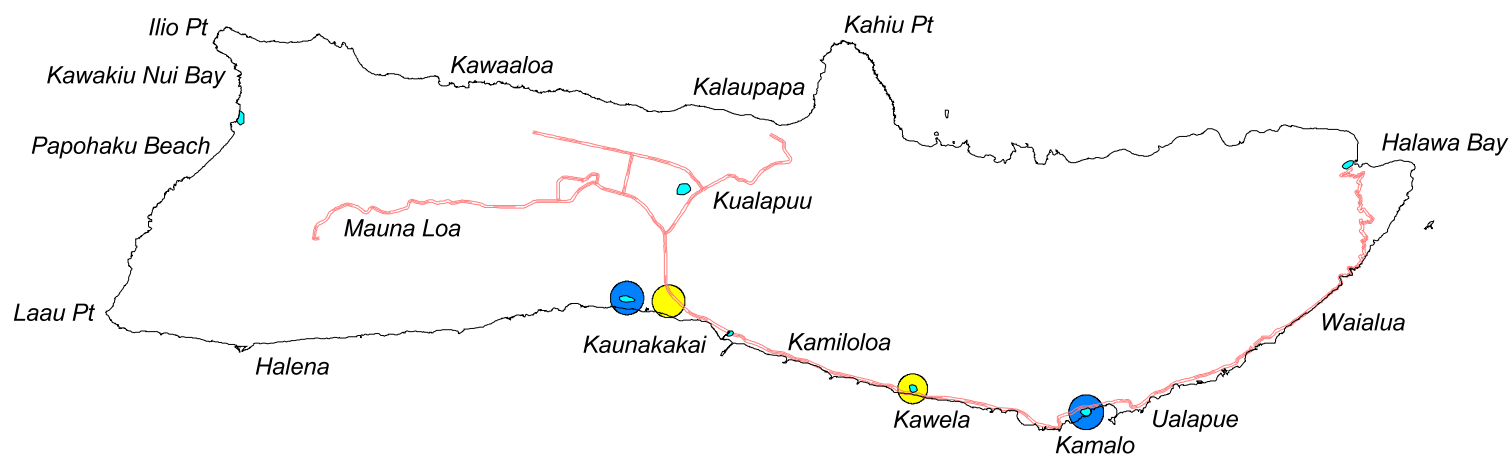 Ilio Pt
Kahiu Pt
Kawakiu Nui Bay
Kawaaloa
Kalaupapa
Papohaku Beach
Halawa Bay
Kualapuu
Mauna Loa
Laau Pt
Waialua
Kaunakakai
Kamiloloa
Halena
Kawela
Ualapue
Kamalo